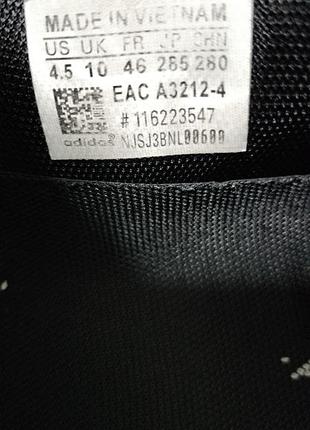 MADE IN VIETNAM
US UK FR JP CHN
4.5 10 46 285 280
EAC A3212-4
# 116223547
adidas NJSJ3BNL00600